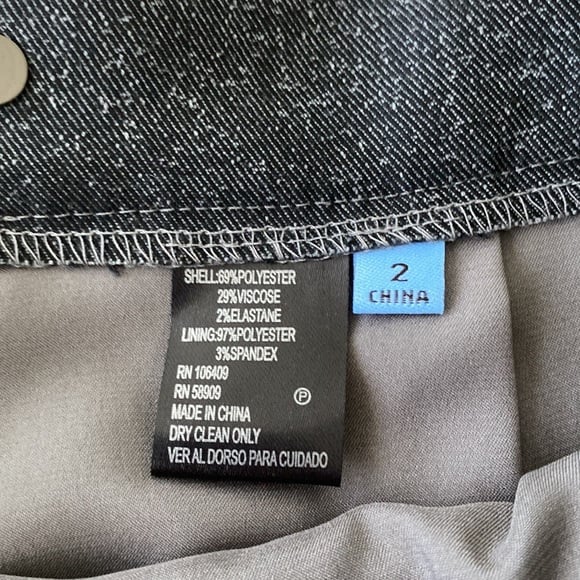 SHELL:69%POLYESTER
29%VISCOSE
2%ELASTANE
LINING:97%POLYESTER
3%SPANDEX
RN 106409
RN 58909
P
MADE IN CHINA
DRY CLEAN ONLY
VER AL DORSO PARA CUIDADO
2
CHINA